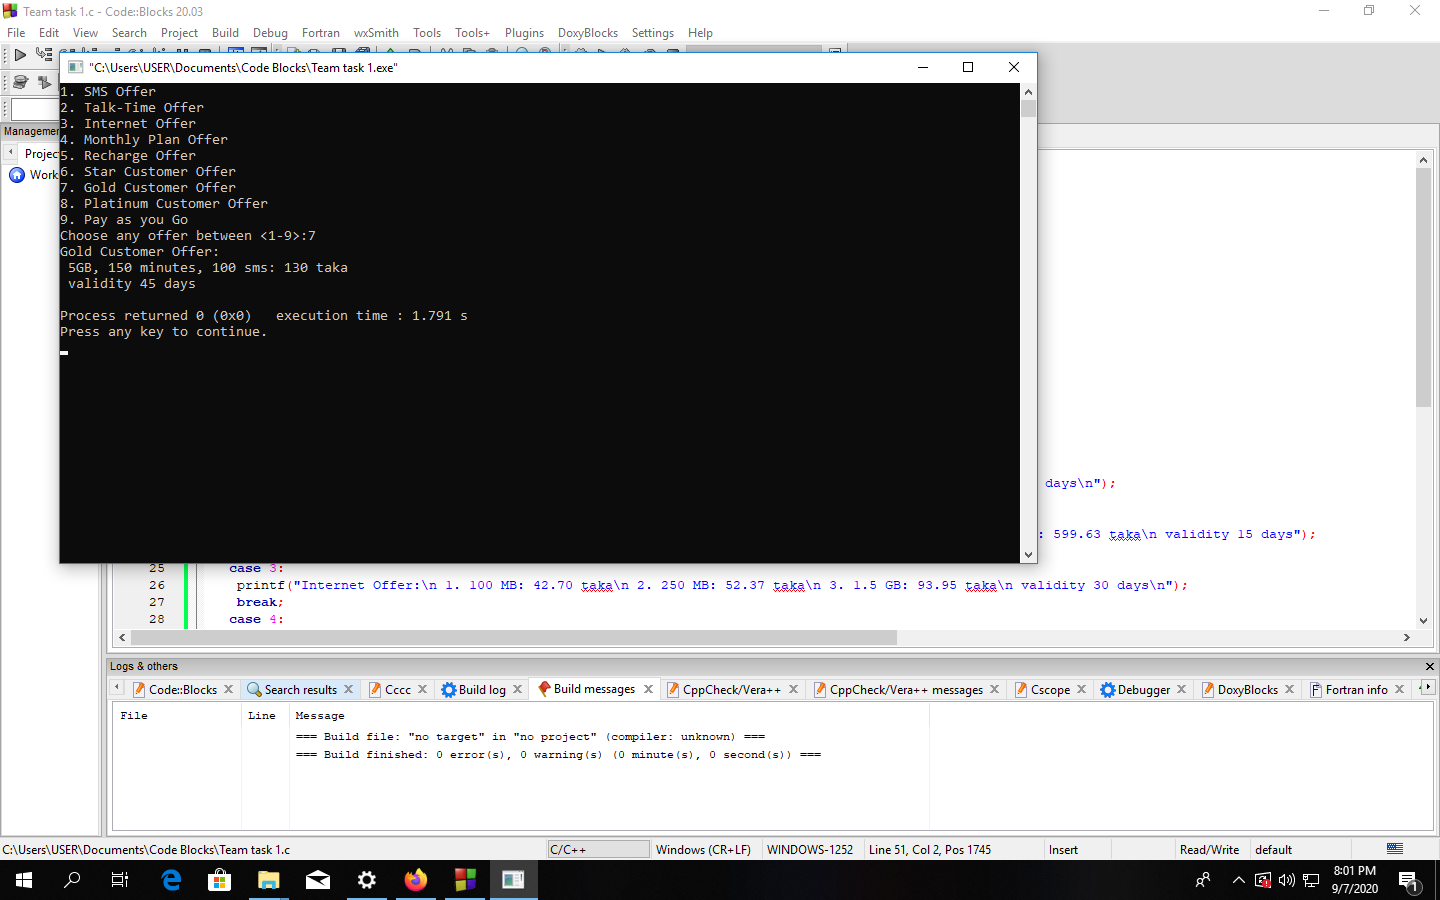 Team task 1.c - Code::Blocks 20.03
File Edit View Search Project Build Debug Fortran wxSmith Tools Tools+ Plugins DoxyBlocks Settings Help
"C:\Users\USER\Documents\Code Blocks\Team task 1.exe"
1. SMS Offer
2. Talk-Time Offer
3. Internet Offer
4. Monthly Plan Offer
5. Recharge Offer
6. Star Customer Offer
7. Gold Customer Offer
8. Platinum Customer Offer
9. Pay as you Go
Choose any offer between <1-9>:7
Gold Customer Offer:
5GB, 150 minutes, 100 sms: 130 taka
validity 45 days
Process returned 0 (0x0) execution time : 1.791 s
Press any key to continue.
days\n");
: 599.63 taka\n validity 15 days");
25 case 3:
26 printf("Internet Offer:\n 1. 100 MB: 42.70 taka\n 2. 250 MB: 52.37 taka\n 3. 1.5 GB: 93.95 taka\n validity 30 days\n");
27 break;
28 case 4:
Logs & others
Code::Blocks Search results Cccc Build log Build messages CppCheck/Vera++ CppCheck/Vera++ messages Cscope Debugger DoxyBlocks Fortran info
File Line Message
=== Build file: "no target" in "no project" (compiler: unknown) ===
=== Build finished: 0 error(s), 0 warning(s) (0 minute(s), 0 second(s)) ===
C:\Users\USER\Documents\Code Blocks\Team task 1.c C/C++ Windows (CR+LF) WINDOWS-1252 Line 51, Col 2, Pos 1745 Insert Read/Write default
8:01 PM
9/7/2020
1